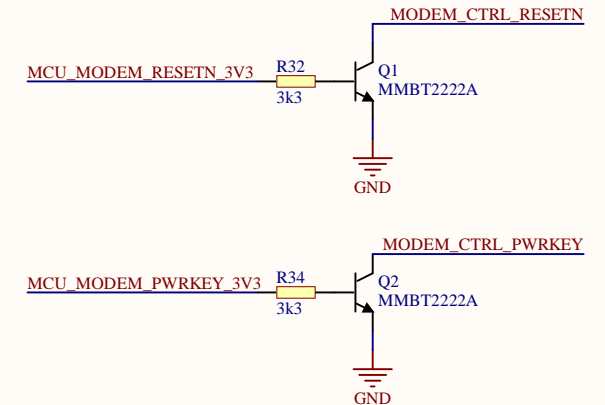 MODEM_CTRL_RESETN
MCU_MODEM_RESETN_3V3
R32
3k3
Q1
MMBT2222A
GND
MODEM_CTRL_PWRKEY
MCU_MODEM_PWRKEY_3V3
R34
3k3
Q2
MMBT2222A
GND